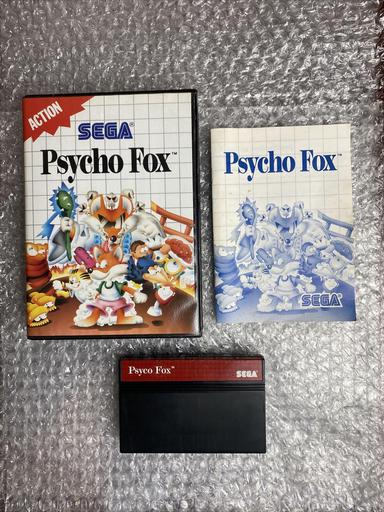 ACTION
SEGA®
Psycho Fox™
Psycho Fox™
SEGA
Psyco Fox™
SEGA